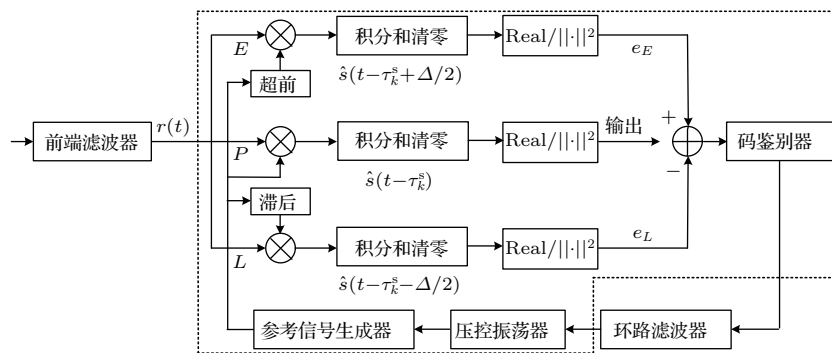 E
积分和清零
Real/||·||²
e_E
超前
ŝ(t−τ_k^s+Δ/2)
前端滤波器
r(t)
P
积分和清零
Real/||·||²
输出
+
−
码鉴别器
ŝ(t−τ_k^s)
滞后
L
积分和清零
Real/||·||²
e_L
ŝ(t−τ_k^s−Δ/2)
参考信号生成器
压控振荡器
环路滤波器